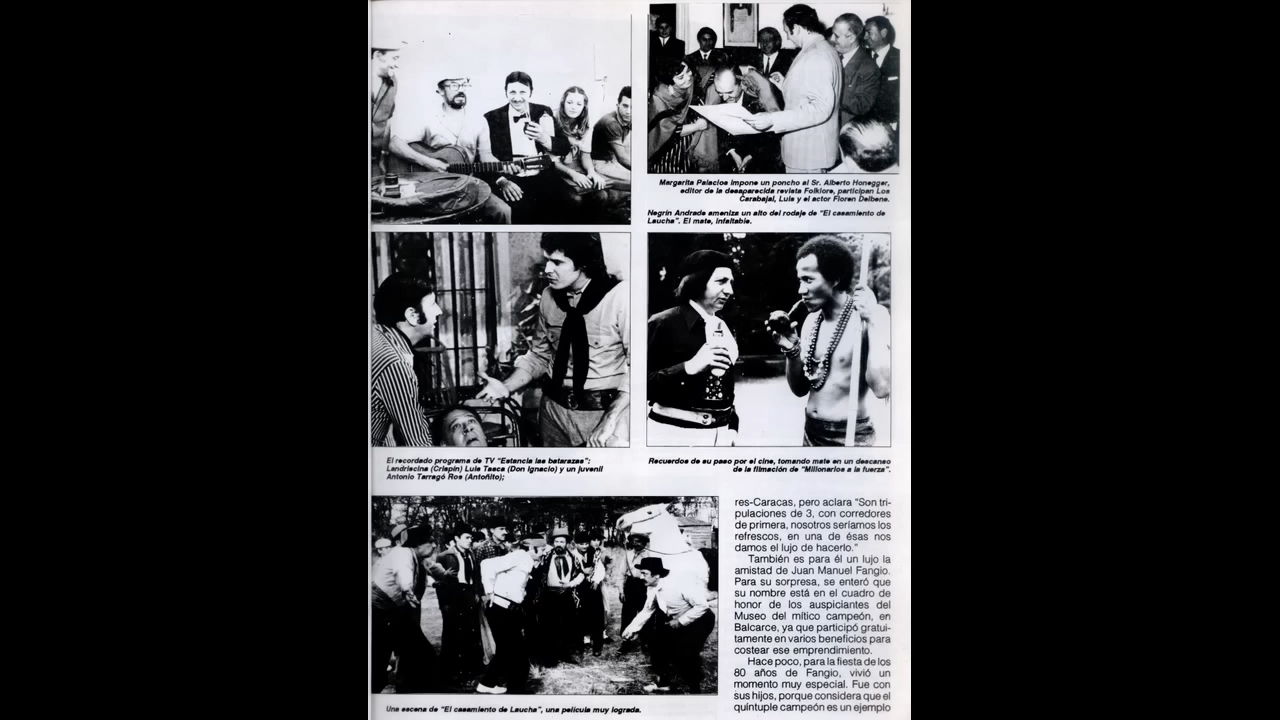 Margarita Palacios impone un poncho al Sr. Alberto Honegger,
editor de la desaparecida revista Folklore, participan Los
Carabajal, Luis y el actor Floren Delbene.
Negrín Andrade ameniza un alto del rodaje de "El casamiento de
Laucha". El mate, infaltable.
El recordado programa de TV "Estancia las batarazas":
Landriscina (Crispín) Luis Tasca (Don Ignacio) y un juvenil
Antonio Tarragó Ros (Antoñito);
Recuerdos de su paso por el cine, tomando mate en un descanso
de la filmación de "Millonarios a la fuerza".
Una escena de "El casamiento de Laucha", una película muy lograda.
res-Caracas, pero aclara "Son tri-
pulaciones de 3, con corredores
de primera, nosotros seríamos los
refrescos, en una de ésas nos
damos el lujo de hacerlo."
También es para él un lujo la
amistad de Juan Manuel Fangio.
Para su sorpresa, se enteró que
su nombre está en el cuadro de
honor de los auspiciantes del
Museo del mítico campeón, en
Balcarce, ya que participó gratui-
tamente en varios beneficios para
costear ese emprendimiento.
Hace poco, para la fiesta de los
80 años de Fangio, vivió un
momento muy especial. Fue con
sus hijos, porque considera que el
quíntuple campeón es un ejemplo